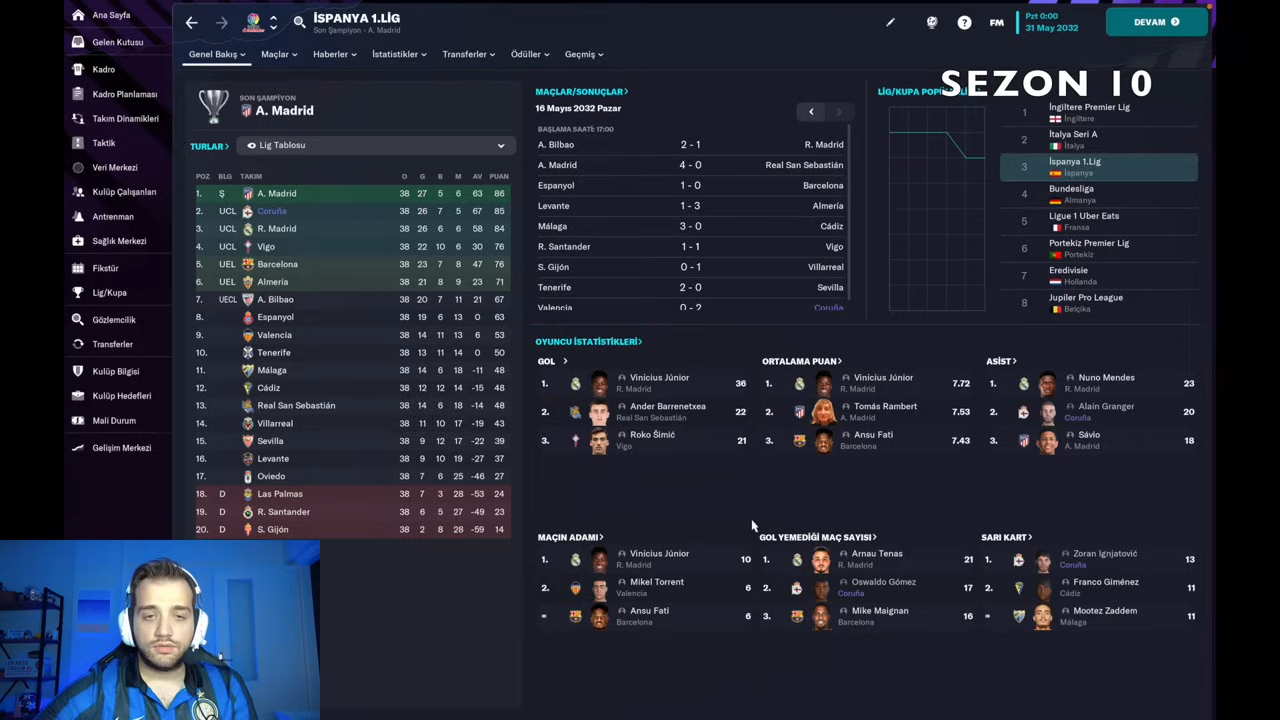 Ana Sayfa
Gelen Kutusu
Kadro
Kadro Planlaması
Takım Dinamikleri
Taktik
Veri Merkezi
Kulüp Çalışanları
Antrenman
Sağlık Merkezi
Fikstür
Lig/Kupa
Gözlemcilik
Transferler
Kulüp Bilgisi
Kulüp Hedefleri
Mali Durum
Gelişim Merkezi
İSPANYA 1.LİG
Son Şampiyon - A. Madrid
FM
Pzt 0:00
31 May 2032
DEVAM
Genel Bakış
Maçlar
Haberler
İstatistikler
Transferler
Ödüller
Geçmiş
SEZON 10
SON ŞAMPİYON
A. Madrid
TURLAR
Lig Tablosu
POZ BLG TAKIM O G B M AV PUAN
1. Ş A. Madrid 38 27 5 6 63 86
2. UCL Coruña 38 26 7 5 67 85
3. UCL R. Madrid 38 26 6 6 58 84
4. UCL Vigo 38 22 10 6 30 76
5. UEL Barcelona 38 23 7 8 47 76
6. UEL Almería 38 21 8 9 23 71
7. UECL A. Bilbao 38 20 7 11 21 67
8. Espanyol 38 19 6 13 0 63
9. Valencia 38 14 11 13 6 53
10. Tenerife 38 13 11 14 0 50
11. Málaga 38 14 6 18 -11 48
12. Cádiz 38 12 12 14 -15 48
13. Real San Sebastián 38 14 6 18 -14 48
14. Villarreal 38 11 10 17 -19 43
15. Sevilla 38 9 12 17 -22 39
16. Levante 38 9 10 19 -27 37
17. Oviedo 38 7 6 25 -46 27
18. D Las Palmas 38 7 3 28 -53 24
19. D R. Santander 38 6 5 27 -49 23
20. D S. Gijón 38 2 8 28 -59 14
MAÇLAR/SONUÇLAR
16 Mayıs 2032 Pazar
BAŞLAMA SAATİ: 17:00
A. Bilbao 2 - 1 R. Madrid
A. Madrid 4 - 0 Real San Sebastián
Espanyol 1 - 0 Barcelona
Levante 1 - 3 Almería
Málaga 3 - 0 Cádiz
R. Santander 1 - 1 Vigo
S. Gijón 0 - 1 Villarreal
Tenerife 2 - 0 Sevilla
Valencia 0 - 2 Coruña
LİG/KUPA
1 İngiltere Premier Lig
İngiltere
2 İtalya Seri A
İtalya
3 İspanya 1.Lig
İspanya
4 Bundesliga
Almanya
5 Ligue 1 Uber Eats
Fransa
6 Portekiz Premier Lig
Portekiz
7 Eredivisie
Hollanda
8 Jupiler Pro League
Belçika
OYUNCU İSTATİSTİKLERİ
GOL
1. Vinícius Júnior 36
R. Madrid
2. Ander Barrenetxea 22
Real San Sebastián
3. Roko Šimić 21
Vigo
ORTALAMA PUAN
1. Vinícius Júnior 7.72
R. Madrid
2. Tomás Rambert 7.53
A. Madrid
3. Ansu Fati 7.43
Barcelona
ASİST
1. Nuno Mendes 23
R. Madrid
2. Alain Granger 20
Coruña
3. Sávio 18
A. Madrid
MAÇIN ADAMI
1. Vinícius Júnior 10
R. Madrid
2. Mikel Torrent 6
Valencia
= Ansu Fati 6
Barcelona
GOL YEMEDİĞİ MAÇ SAYISI
1. Arnau Tenas 21
R. Madrid
2. Oswaldo Gómez 17
Coruña
3. Mike Maignan 16
Barcelona
SARI KART
1. Zoran Ignjatović 13
Coruña
2. Franco Giménez 11
Cádiz
= Mootez Zaddem 11
Málaga